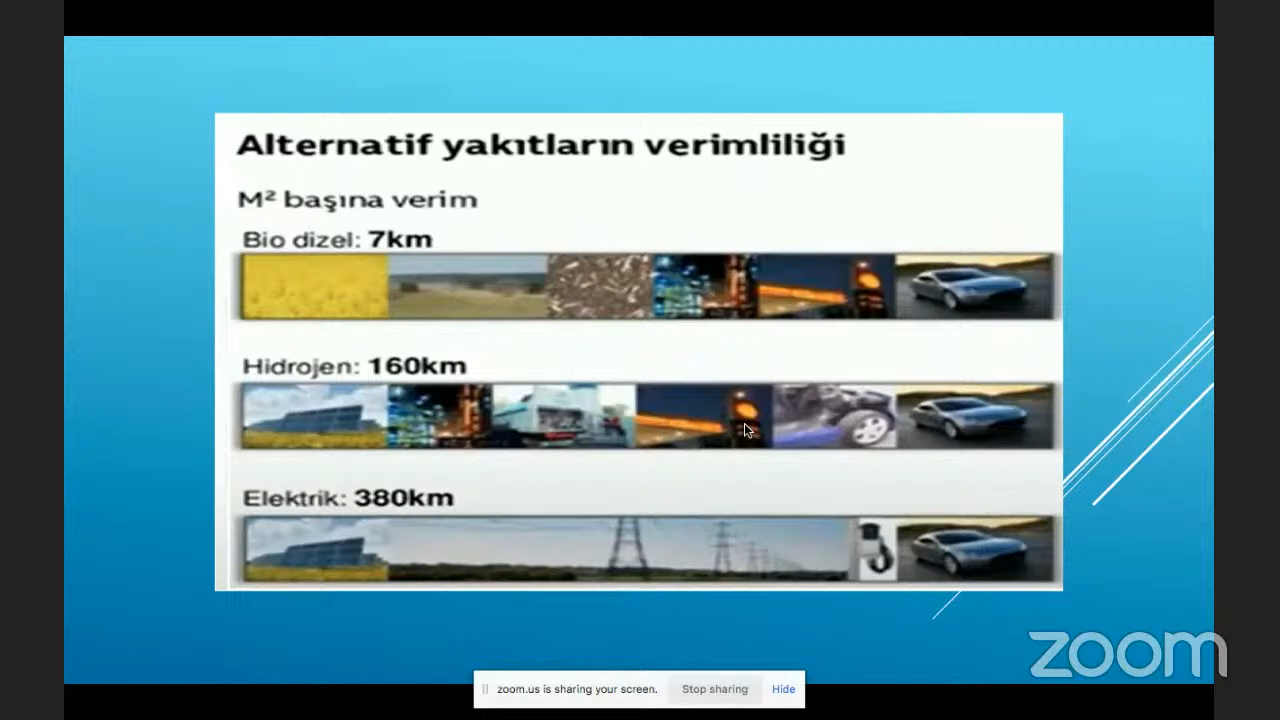 Alternatif yakıtların verimliliği
M² başına verim
Bio dizel: 7km
Hidrojen: 160km
Elektrik: 380km
zoom
zoom.us is sharing your screen. Stop sharing Hide